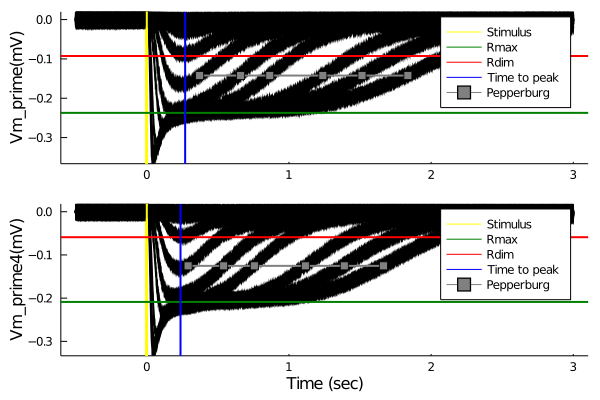 Vm_prime(mV)
0.0
−0.1
−0.2
−0.3
0
1
2
3
Stimulus
Rmax
Rdim
Time to peak
Pepperburg
Vm_prime4(mV)
0.0
−0.1
−0.2
−0.3
0
1
2
3
Stimulus
Rmax
Rdim
Time to peak
Pepperburg
Time (sec)